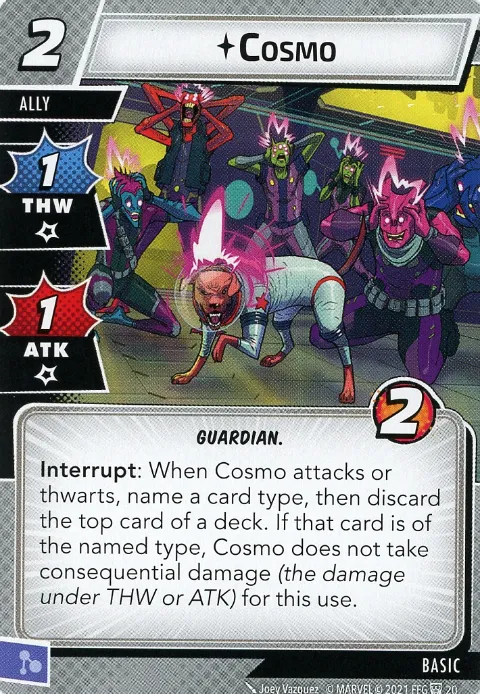 2
Cosmo
ALLY
1
THW
1
ATK
2
GUARDIAN.
Interrupt: When Cosmo attacks or
thwarts, name a card type, then discard
the top card of a deck. If that card is of
the named type, Cosmo does not take
consequential damage (the damage
under THW or ATK) for this use.
BASIC
Joey Vazquez © MARVEL © 2021 FFG 20